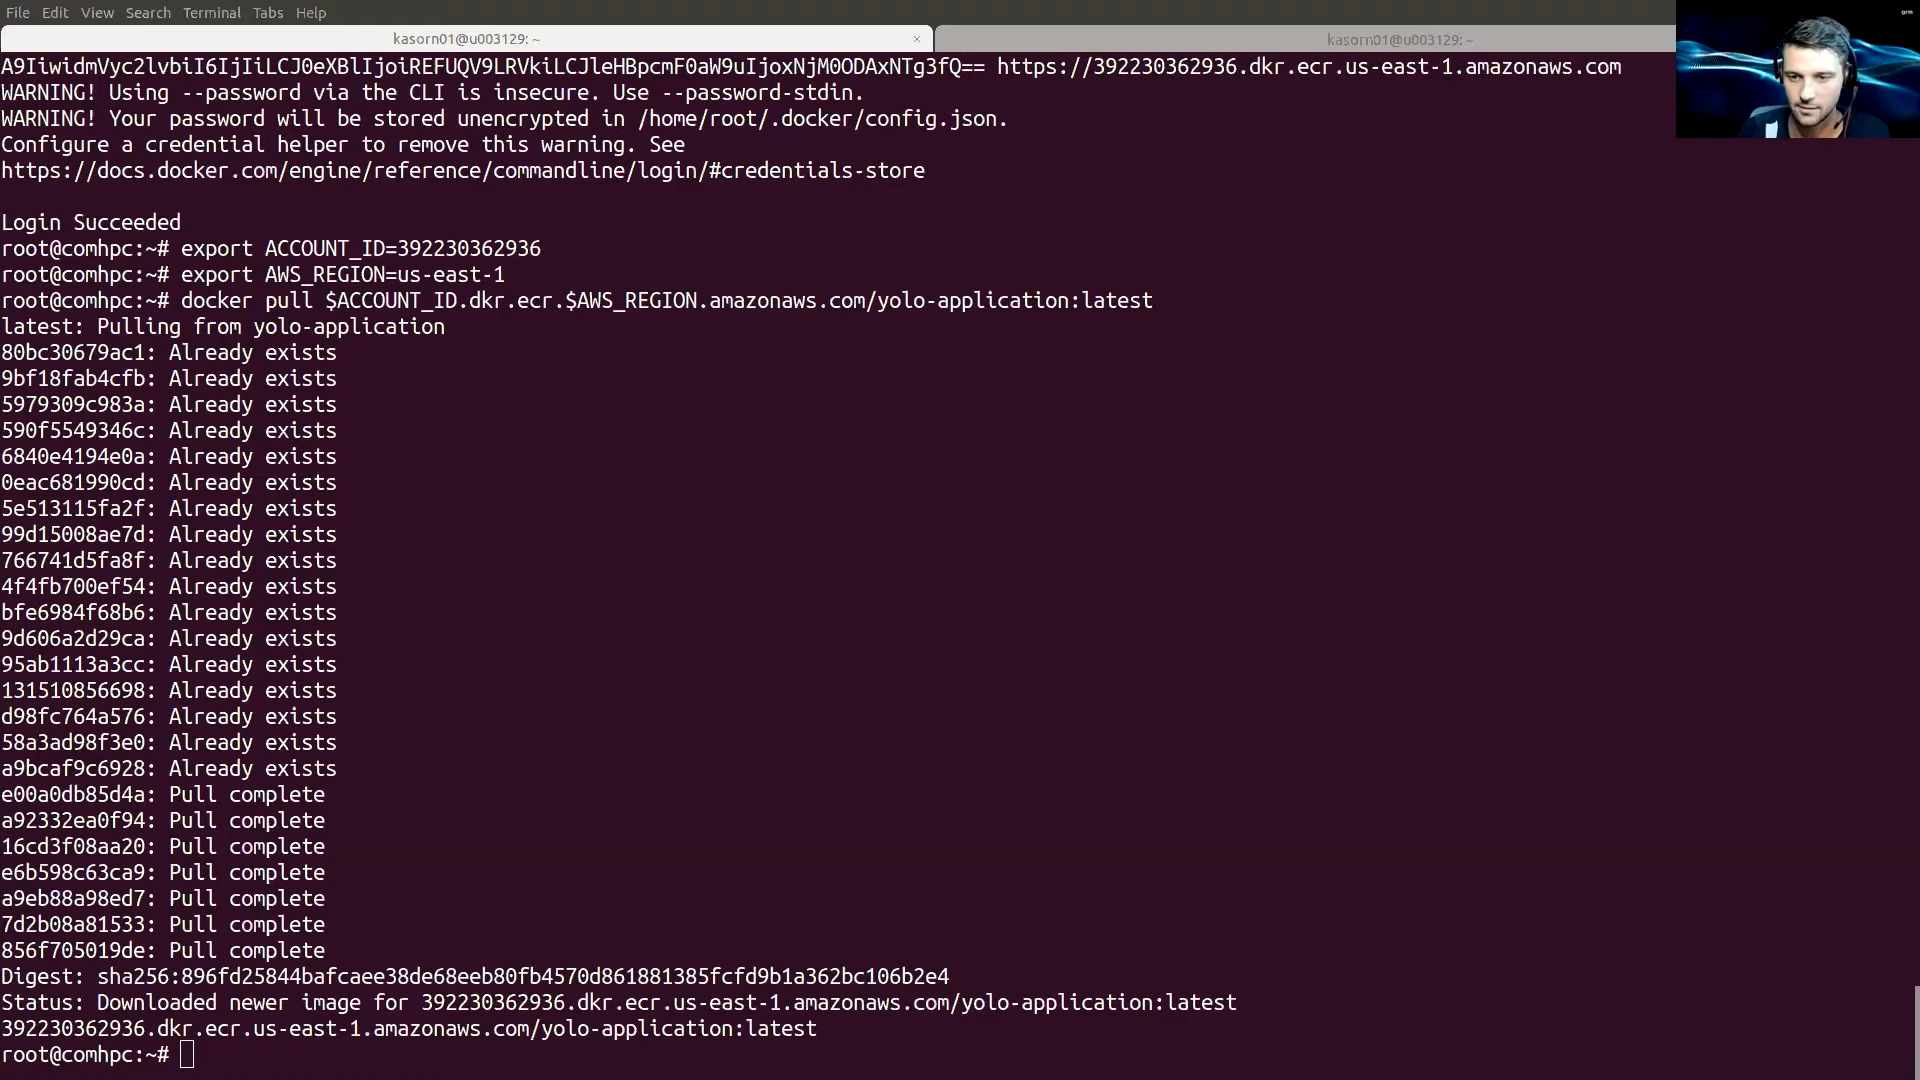 File Edit View Search Terminal Tabs Help
kasorn01@u003129: ~ × kasorn01@u003129: ~
arm
A9IiwidmVyc2lvbiI6IjIiLCJ0eXBlIjoiREFUQV9LRVkiLCJleHBpcmF0aW9uIjoxNjM0ODAxNTg3fQ== https://392230362936.dkr.ecr.us-east-1.amazonaws.com
WARNING! Using --password via the CLI is insecure. Use --password-stdin.
WARNING! Your password will be stored unencrypted in /home/root/.docker/config.json.
Configure a credential helper to remove this warning. See
https://docs.docker.com/engine/reference/commandline/login/#credentials-store
Login Succeeded
root@comhpc:~# export ACCOUNT_ID=392230362936
root@comhpc:~# export AWS_REGION=us-east-1
root@comhpc:~# docker pull $ACCOUNT_ID.dkr.ecr.$AWS_REGION.amazonaws.com/yolo-application:latest
latest: Pulling from yolo-application
80bc30679ac1: Already exists
9bf18fab4cfb: Already exists
5979309c983a: Already exists
590f5549346c: Already exists
6840e4194e0a: Already exists
0eac681990cd: Already exists
5e513115fa2f: Already exists
99d15008ae7d: Already exists
766741d5fa8f: Already exists
4f4fb700ef54: Already exists
bfe6984f68b6: Already exists
9d606a2d29ca: Already exists
95ab1113a3cc: Already exists
131510856698: Already exists
d98fc764a576: Already exists
58a3ad98f3e0: Already exists
a9bcaf9c6928: Already exists
e00a0db85d4a: Pull complete
a92332ea0f94: Pull complete
16cd3f08aa20: Pull complete
e6b598c63ca9: Pull complete
a9eb88a98ed7: Pull complete
7d2b08a81533: Pull complete
856f705019de: Pull complete
Digest: sha256:896fd25844bafcaee38de68eeb80fb4570d861881385fcfd9b1a362bc106b2e4
Status: Downloaded newer image for 392230362936.dkr.ecr.us-east-1.amazonaws.com/yolo-application:latest
392230362936.dkr.ecr.us-east-1.amazonaws.com/yolo-application:latest
root@comhpc:~#